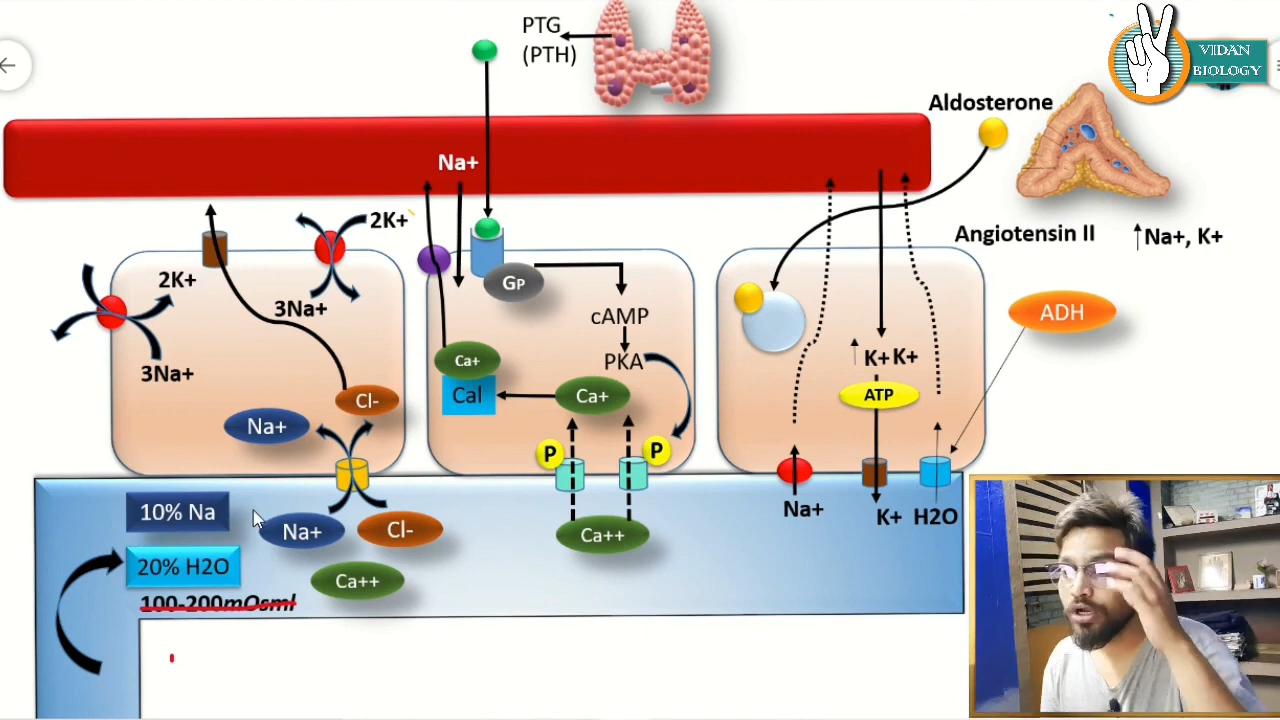 PTG
(PTH)
VIDAN
BIOLOGY
Aldosterone
Na+
2K+
Angiotensin II
↑Na+, K+
2K+
3Na+
3Na+
GP
cAMP
PKA
ADH
Ca+
Cal
Ca+
Cl-
Na+
↑ K+ K+
ATP
P
P
10% Na
Na+
Cl-
Ca++
Na+
K+
H2O
20% H2O
Ca++
100-200mOsml